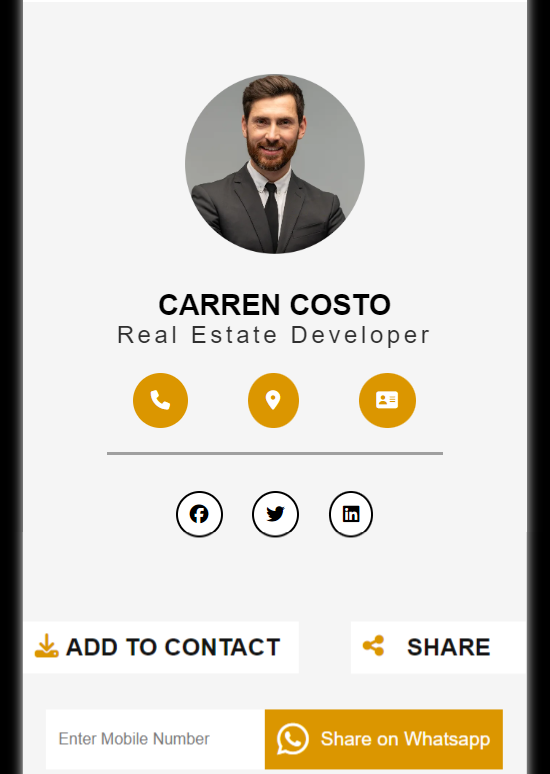 CARREN COSTO
Real Estate Developer
ADD TO CONTACT
SHARE
Enter Mobile Number
Share on Whatsapp